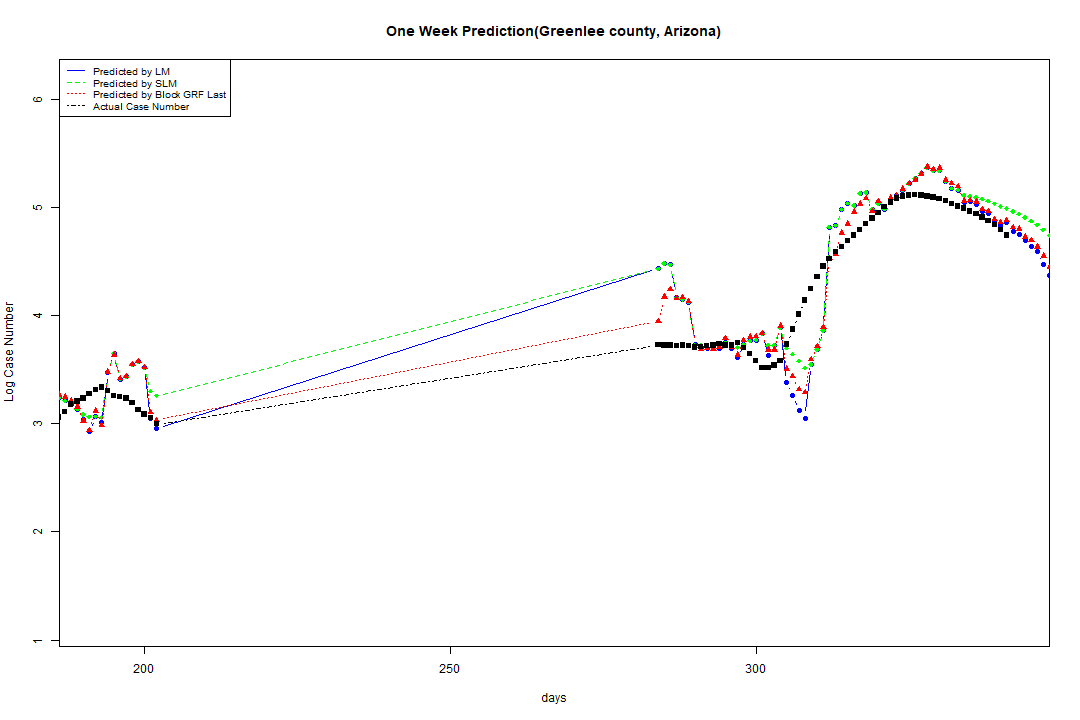 One Week Prediction(Greenlee county, Arizona)
Predicted by LM
Predicted by SLM
Predicted by Block GRF Last
Actual Case Number
Log Case Number
6
5
4
3
2
1
200
250
300
days